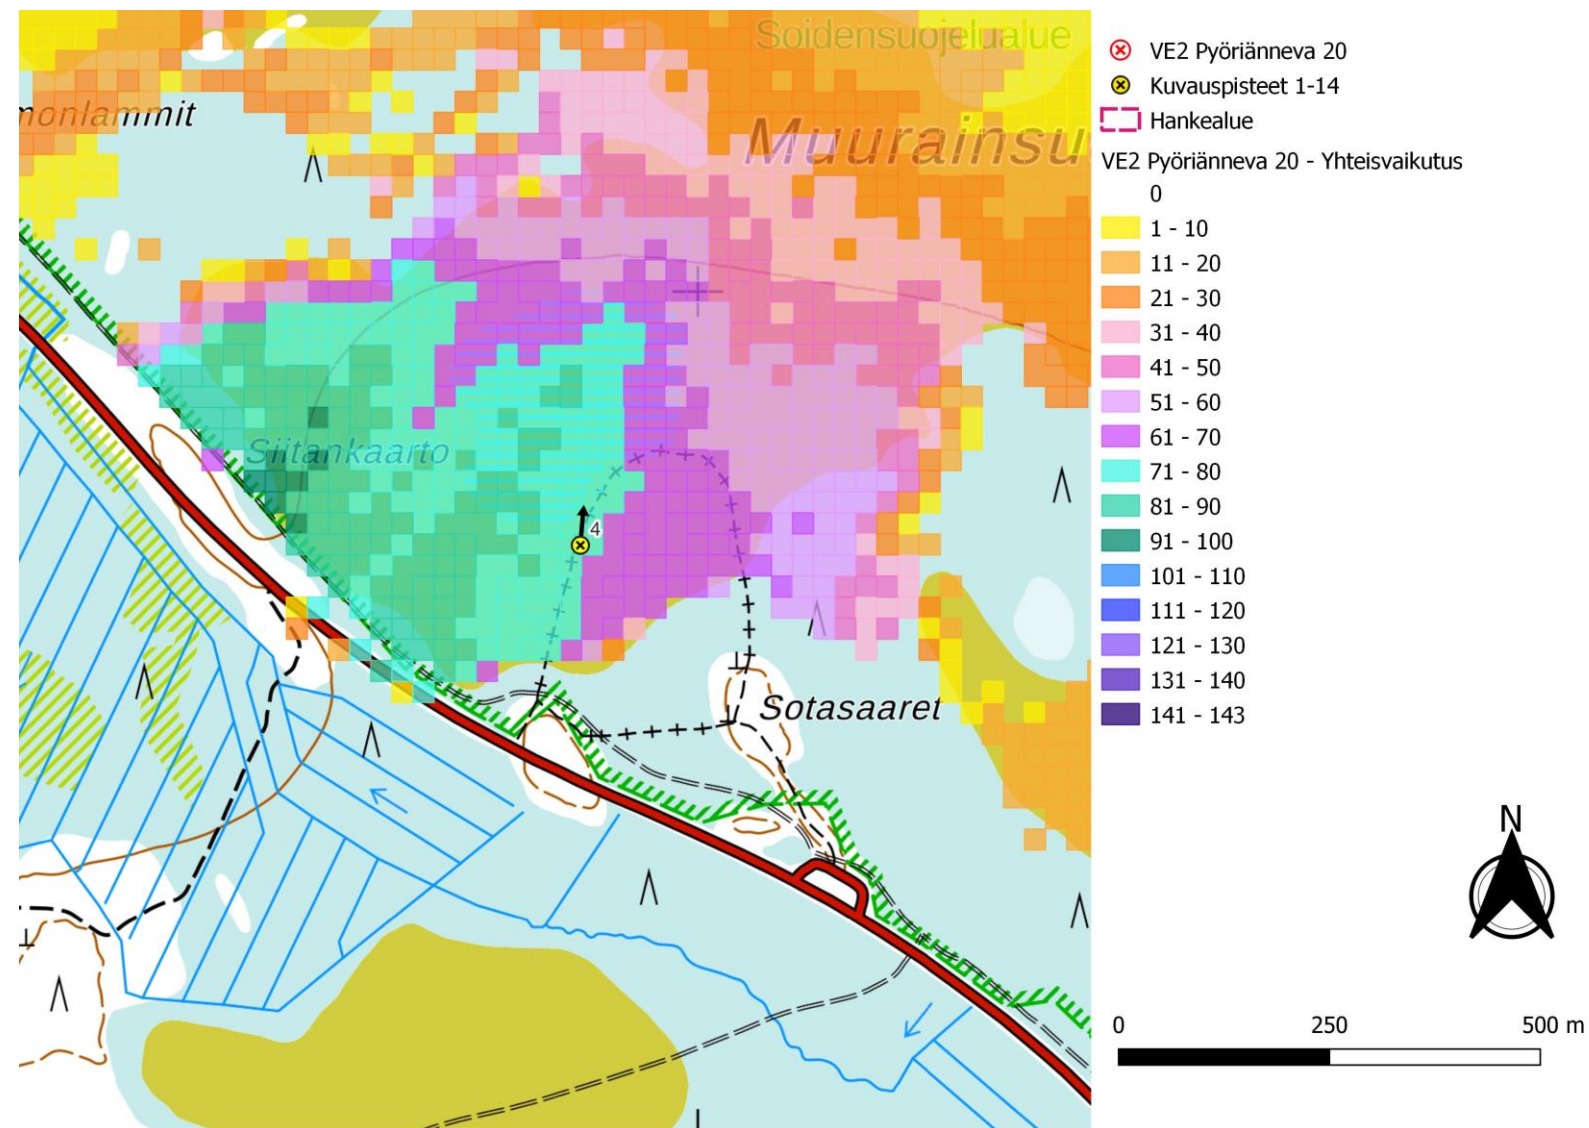 Soidensuojelualue
monlammit
Muurainsu
Siitankaarto
4
Sotasaaret
VE2 Pyöriänneva 20
Kuvauspisteet 1-14
Hankealue
VE2 Pyöriänneva 20 - Yhteisvaikutus
0
1 - 10
11 - 20
21 - 30
31 - 40
41 - 50
51 - 60
61 - 70
71 - 80
81 - 90
91 - 100
101 - 110
111 - 120
121 - 130
131 - 140
141 - 143
N
0 250 500 m